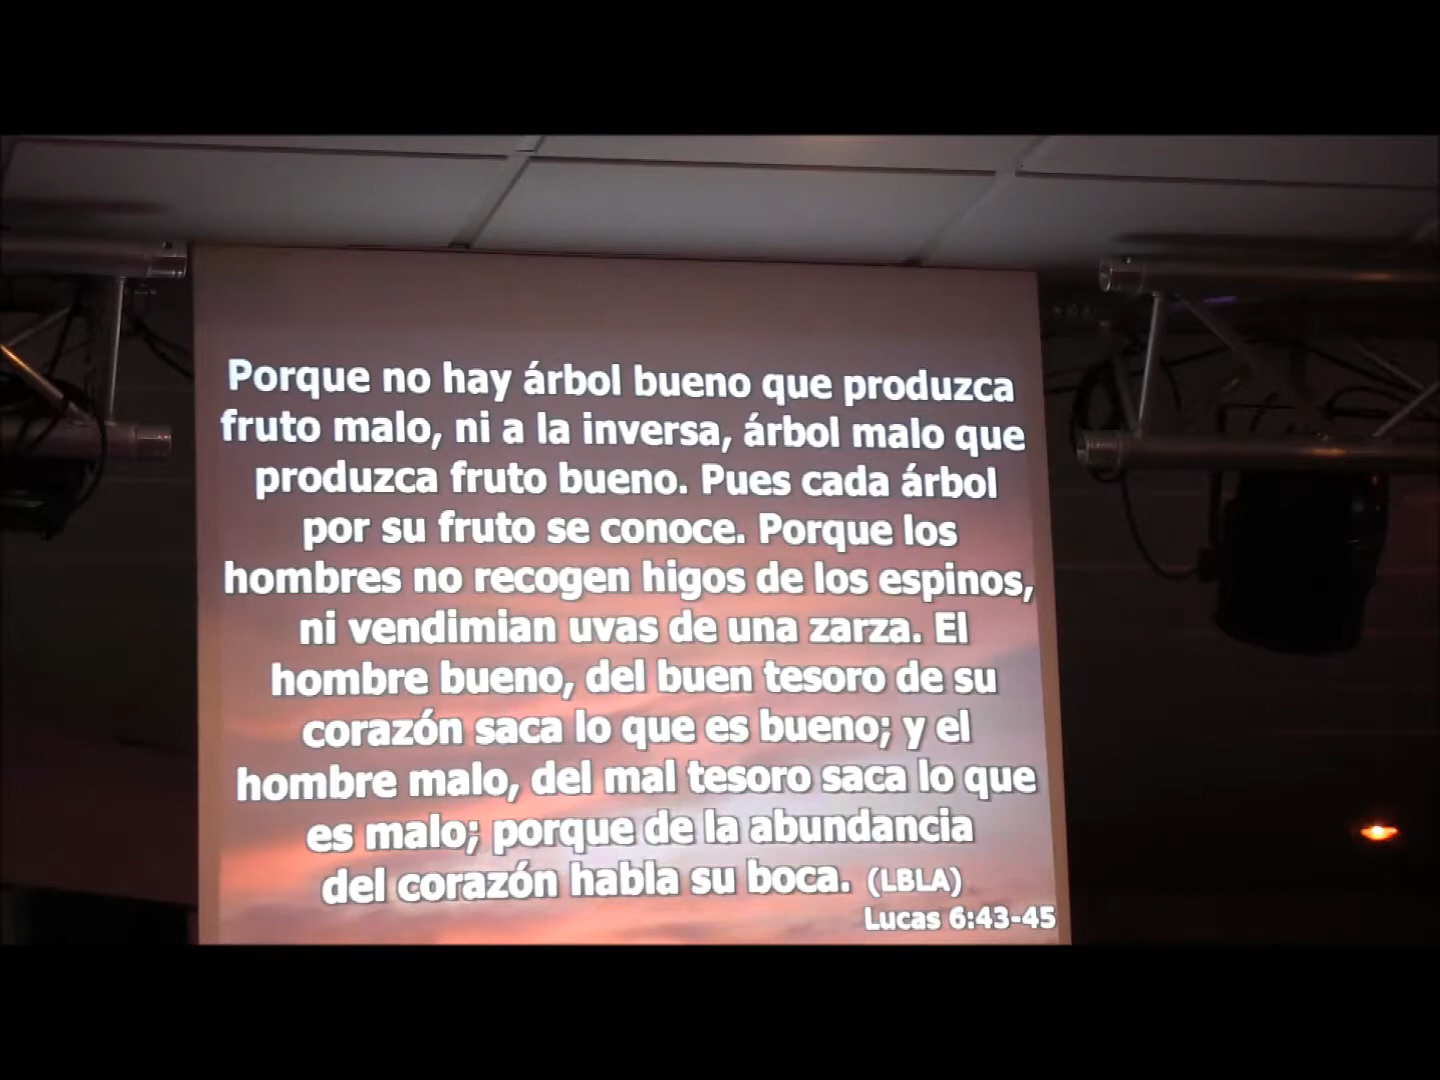 Porque no hay árbol bueno que produzca
fruto malo, ni a la inversa, árbol malo que
produzca fruto bueno. Pues cada árbol
por su fruto se conoce. Porque los
hombres no recogen higos de los espinos,
ni vendimian uvas de una zarza. El
hombre bueno, del buen tesoro de su
corazón saca lo que es bueno; y el
hombre malo, del mal tesoro saca lo que
es malo; porque de la abundancia
del corazón habla su boca. (LBLA)
Lucas 6:43-45